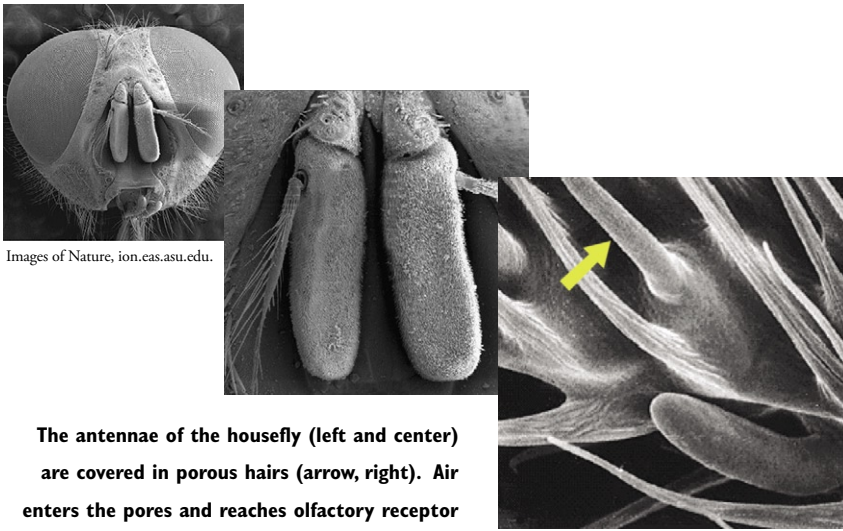 Images of Nature, ion.eas.asu.edu.
The antennae of the housefly (left and center)
are covered in porous hairs (arrow, right). Air
enters the pores and reaches olfactory receptor